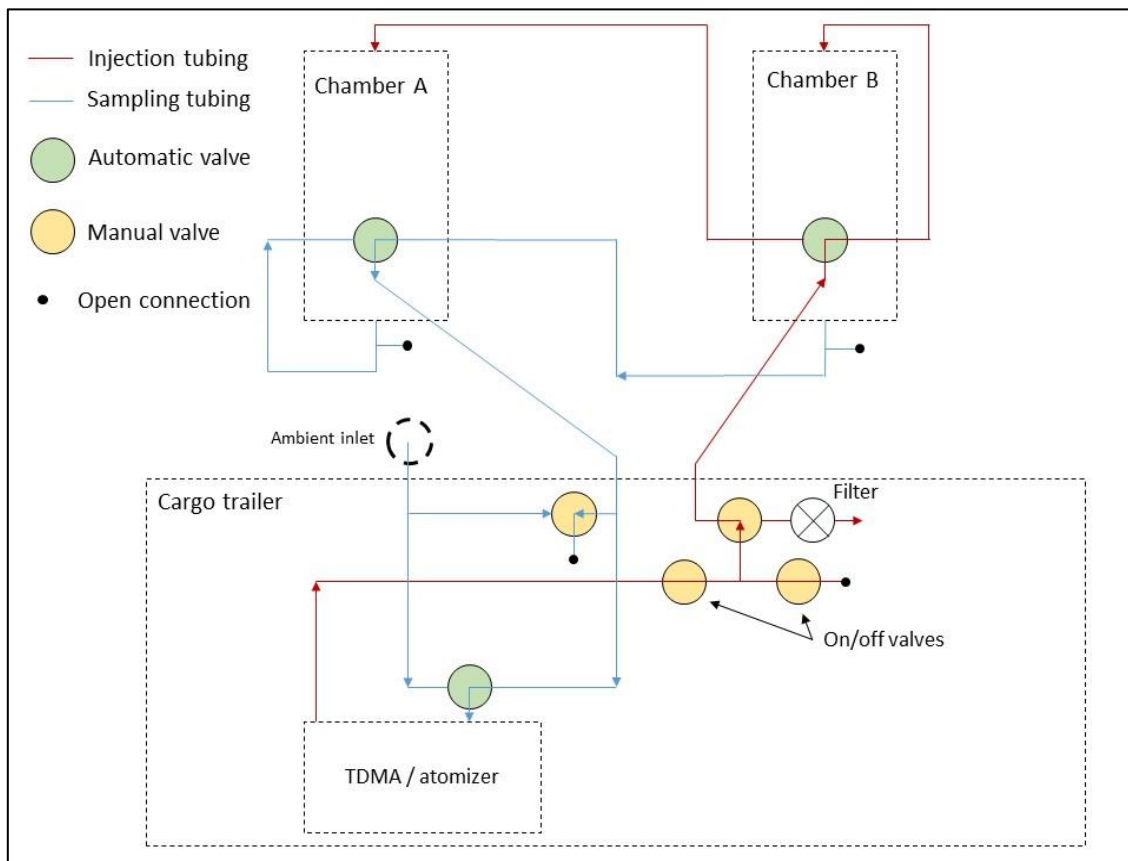 Injection tubing
Sampling tubing
Automatic valve
Manual valve
Open connection
Chamber A
Chamber B
Ambient inlet
Cargo trailer
Filter
On/off valves
TDMA / atomizer